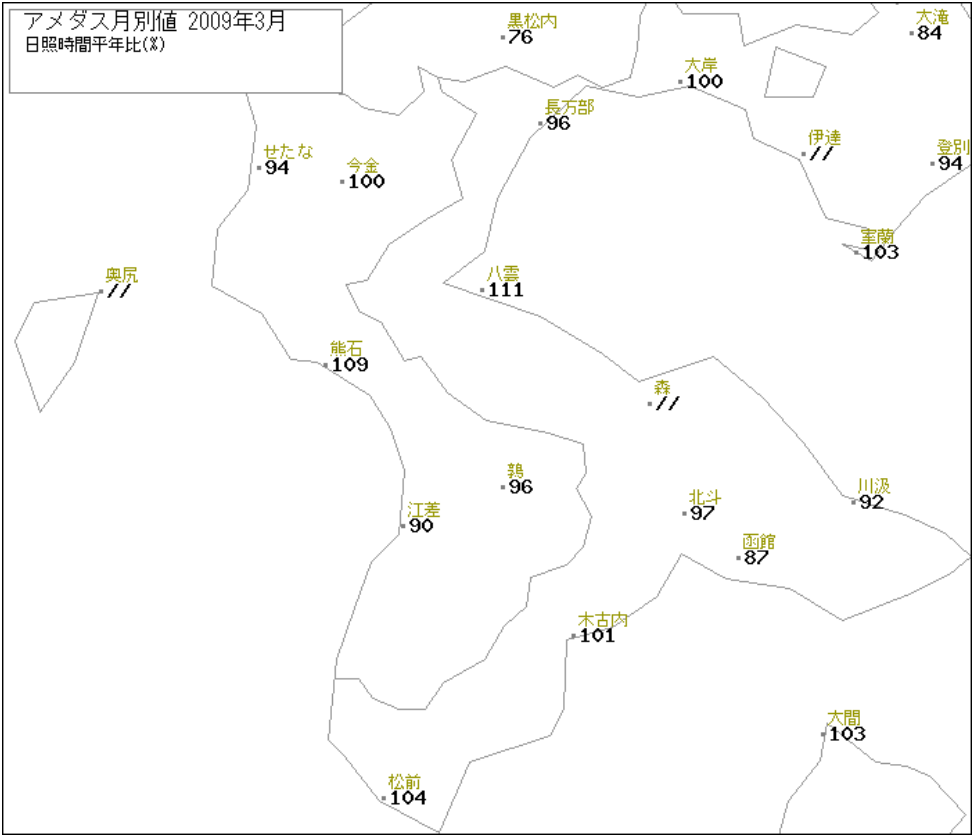 アメダス月別値 2009年3月
日照時間平年比(%)
黒松内
76
大滝
84
大岸
100
長万部
96
伊達
//
登別
94
せたな
94
今金
100
室蘭
103
奥尻
//
八雲
111
熊石
109
森
//
鶉
96
川汲
92
北斗
97
江差
90
函館
87
木古内
101
大間
103
松前
104